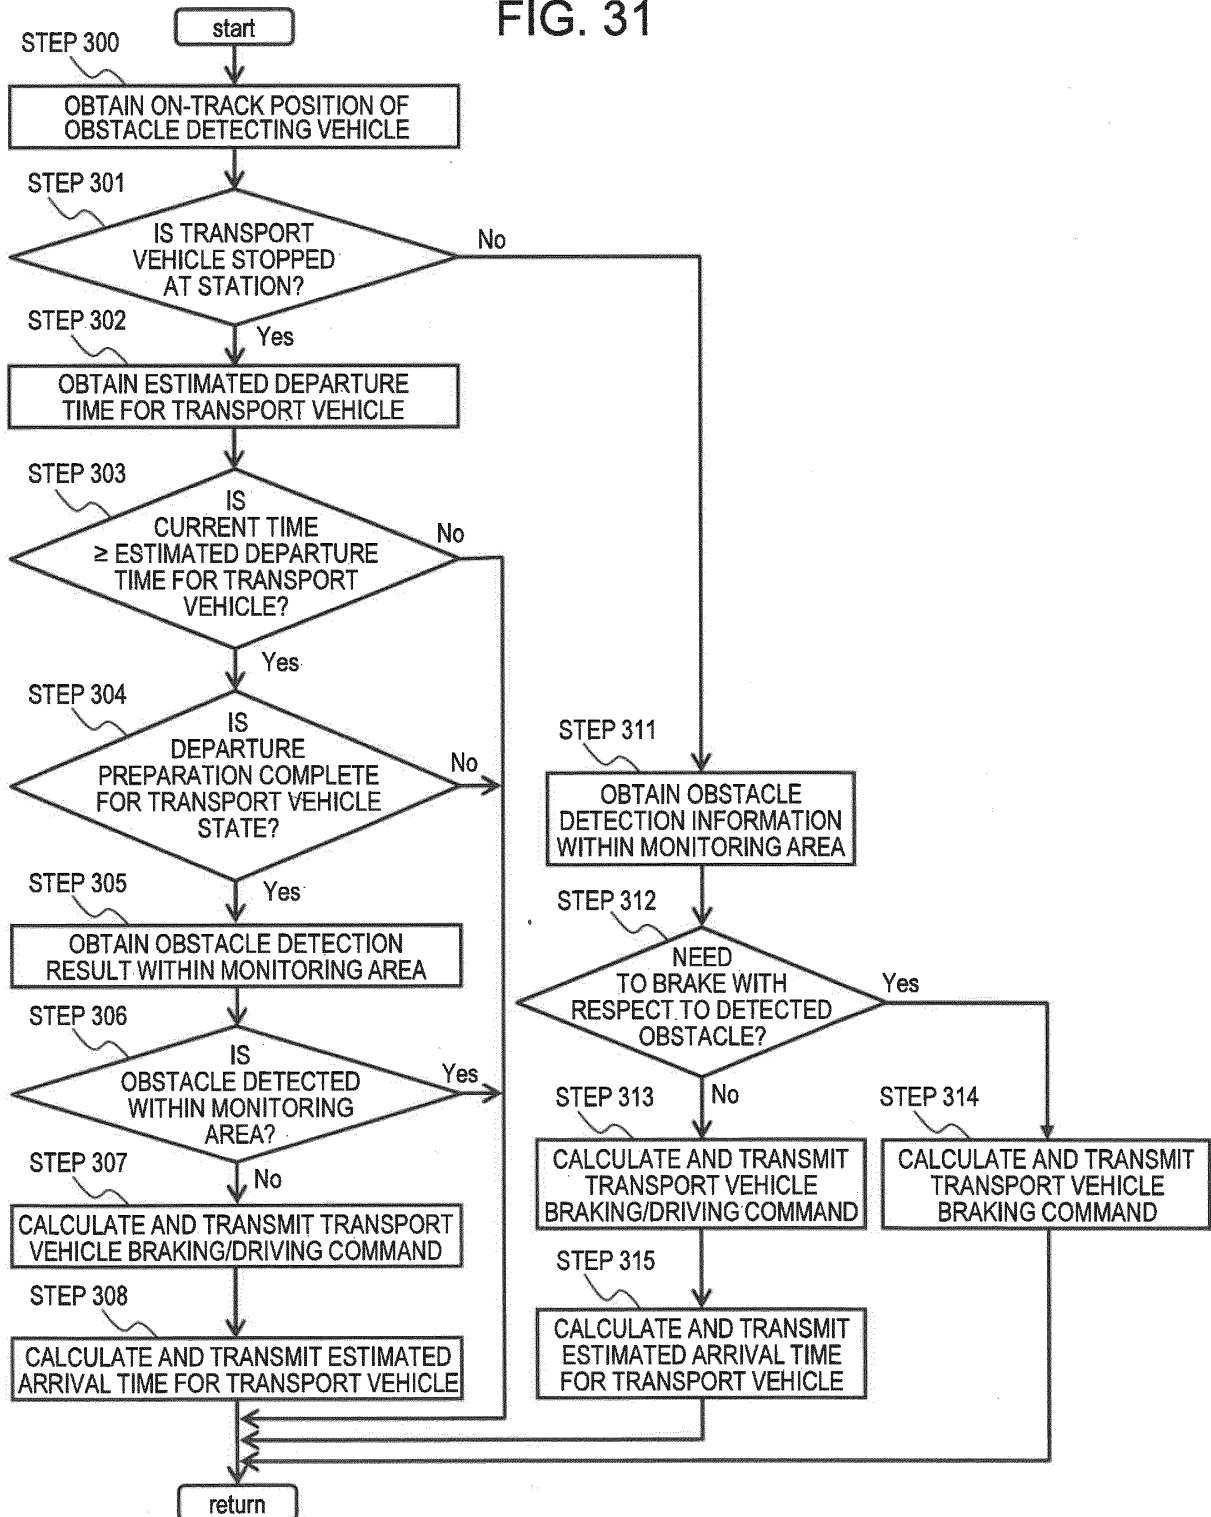 FIG. 31
start
STEP 300
OBTAIN ON-TRACK POSITION OF
OBSTACLE DETECTING VEHICLE
STEP 301
IS TRANSPORT
VEHICLE STOPPED
AT STATION?
No
Yes
STEP 302
OBTAIN ESTIMATED DEPARTURE
TIME FOR TRANSPORT VEHICLE
STEP 303
IS
CURRENT TIME
≥ ESTIMATED DEPARTURE
TIME FOR TRANSPORT
VEHICLE?
No
Yes
STEP 304
IS
DEPARTURE
PREPARATION COMPLETE
FOR TRANSPORT VEHICLE
STATE?
No
Yes
STEP 305
OBTAIN OBSTACLE DETECTION
RESULT WITHIN MONITORING AREA
STEP 306
IS
OBSTACLE DETECTED
WITHIN MONITORING
AREA?
Yes
No
STEP 307
CALCULATE AND TRANSMIT TRANSPORT
VEHICLE BRAKING/DRIVING COMMAND
STEP 308
CALCULATE AND TRANSMIT ESTIMATED
ARRIVAL TIME FOR TRANSPORT VEHICLE
STEP 311
OBTAIN OBSTACLE
DETECTION INFORMATION
WITHIN MONITORING AREA
STEP 312
NEED
TO BRAKE WITH
RESPECT TO DETECTED
OBSTACLE?
Yes
No
STEP 313
CALCULATE AND TRANSMIT
TRANSPORT VEHICLE
BRAKING/DRIVING COMMAND
STEP 314
CALCULATE AND TRANSMIT
TRANSPORT VEHICLE
BRAKING COMMAND
STEP 315
CALCULATE AND TRANSMIT
ESTIMATED ARRIVAL TIME
FOR TRANSPORT VEHICLE
return